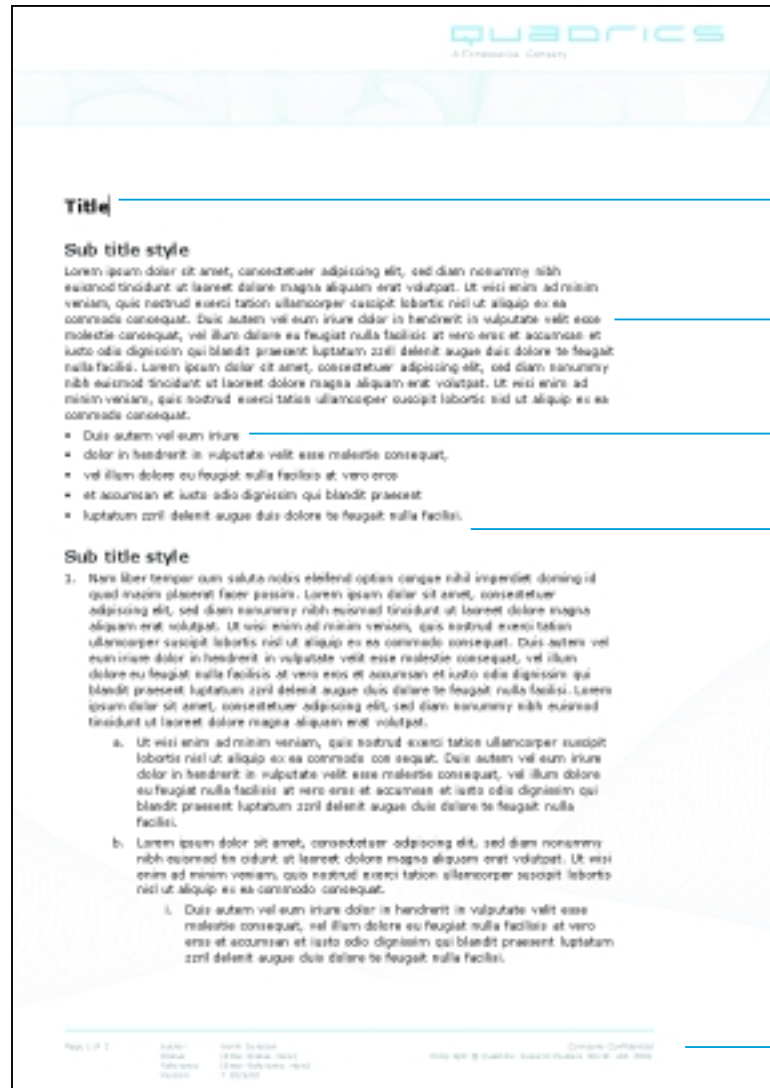 QUADRICS
A Finmeccanica Company
Title
Sub title style
Lorem ipsum dolor sit amet, consectetuer adipiscing elit, sed diam nonummy nibh
euismod tincidunt ut laoreet dolore magna aliquam erat volutpat. Ut wisi enim ad minim
veniam, quis nostrud exerci tation ullamcorper suscipit lobortis nisl ut aliquip ex ea
commodo consequat. Duis autem vel eum iriure dolor in hendrerit in vulputate velit esse
molestie consequat, vel illum dolore eu feugiat nulla facilisis at vero eros et accumsan et
iusto odio dignissim qui blandit praesent luptatum zzril delenit augue duis dolore te feugait
nulla facilisi. Lorem ipsum dolor sit amet, consectetuer adipiscing elit, sed diam nonummy
nibh euismod tincidunt ut laoreet dolore magna aliquam erat volutpat. Ut wisi enim ad
minim veniam, quis nostrud exerci tation ullamcorper suscipit lobortis nisl ut aliquip ex ea
commodo consequat.
• Duis autem vel eum iriure
• dolor in hendrerit in vulputate velit esse molestie consequat,
• vel illum dolore eu feugiat nulla facilisis at vero eros
• et accumsan et iusto odio dignissim qui blandit praesent
• luptatum zzril delenit augue duis dolore te feugait nulla facilisi.
Sub title style
1. Nam liber tempor cum soluta nobis eleifend option congue nihil imperdiet doming id
quod mazim placerat facer possim. Lorem ipsum dolor sit amet, consectetuer
adipiscing elit, sed diam nonummy nibh euismod tincidunt ut laoreet dolore magna
aliquam erat volutpat. Ut wisi enim ad minim veniam, quis nostrud exerci tation
ullamcorper suscipit lobortis nisl ut aliquip ex ea commodo consequat. Duis autem vel
eum iriure dolor in hendrerit in vulputate velit esse molestie consequat, vel illum
dolore eu feugiat nulla facilisis at vero eros et accumsan et iusto odio dignissim qui
blandit praesent luptatum zzril delenit augue duis dolore te feugait nulla facilisi. Lorem
ipsum dolor sit amet, consectetuer adipiscing elit, sed diam nonummy nibh euismod
tincidunt ut laoreet dolore magna aliquam erat volutpat.
a. Ut wisi enim ad minim veniam, quis nostrud exerci tation ullamcorper suscipit
lobortis nisl ut aliquip ex ea commodo con sequat. Duis autem vel eum iriure
dolor in hendrerit in vulputate velit esse molestie consequat, vel illum dolore
eu feugiat nulla facilisis at vero eros et accumsan et iusto odio dignissim qui
blandit praesent luptatum zzril delenit augue duis dolore te feugait nulla
facilisi.
b. Lorem ipsum dolor sit amet, consectetuer adipiscing elit, sed diam nonummy
nibh euismod tin cidunt ut laoreet dolore magna aliquam erat volutpat. Ut wisi
enim ad minim veniam, quis nostrud exerci tation ullamcorper suscipit lobortis
nisl ut aliquip ex ea commodo consequat.
i. Duis autem vel eum iriure dolor in hendrerit in vulputate velit esse
molestie consequat, vel illum dolore eu feugiat nulla facilisis at vero
eros et accumsan et iusto odio dignissim qui blandit praesent luptatum
zzril delenit augue duis dolore te feugait nulla facilisi.
Page 1 of 2
Author
Status
Reference
Version
Company Confidential